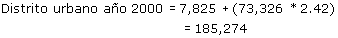 Distrito urbano año 2000 = 7,825 + (73,326 * 2.42)
= 185,274